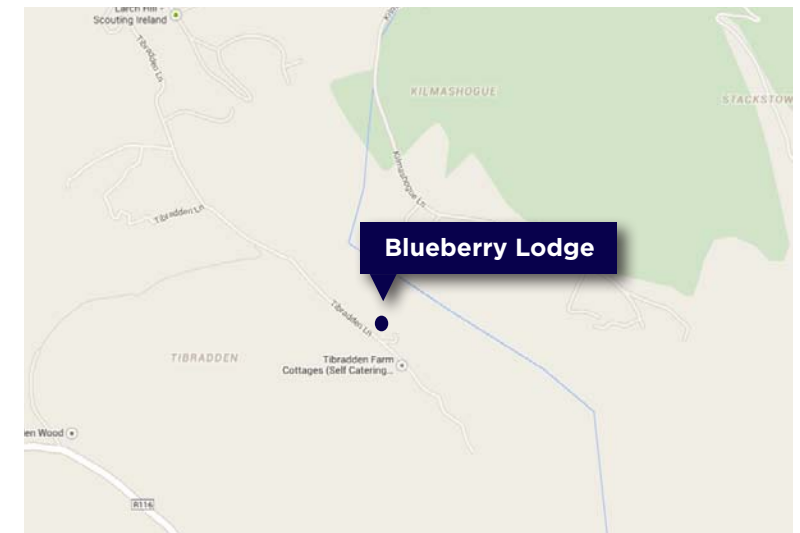 Larch Hill -
Scouting Ireland
Tibradden Ln
KILMASHOGUE
STACKSTOW
Kilmashogue Ln
Tibradden Ln
Blueberry Lodge
Tibradden Ln
TIBRADDEN
Tibradden Farm
Cottages (Self Catering...
en Wood
R116